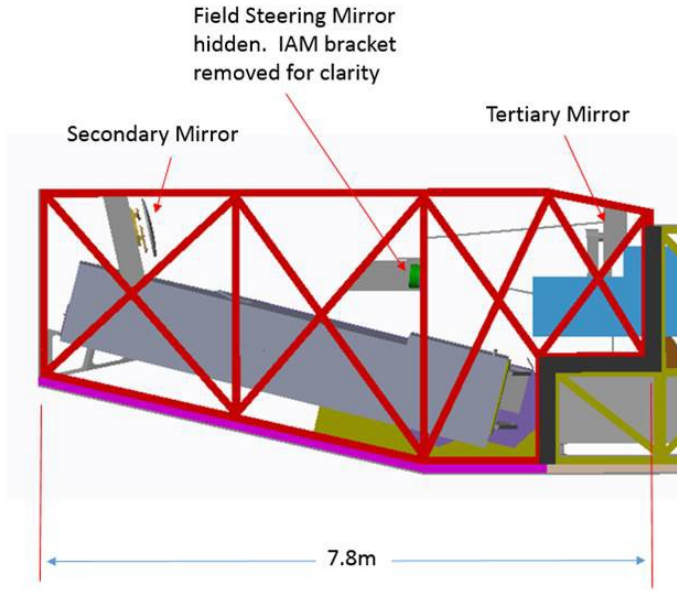 Field Steering Mirror
hidden.  IAM bracket
removed for clarity
Tertiary Mirror
Secondary Mirror
7.8m